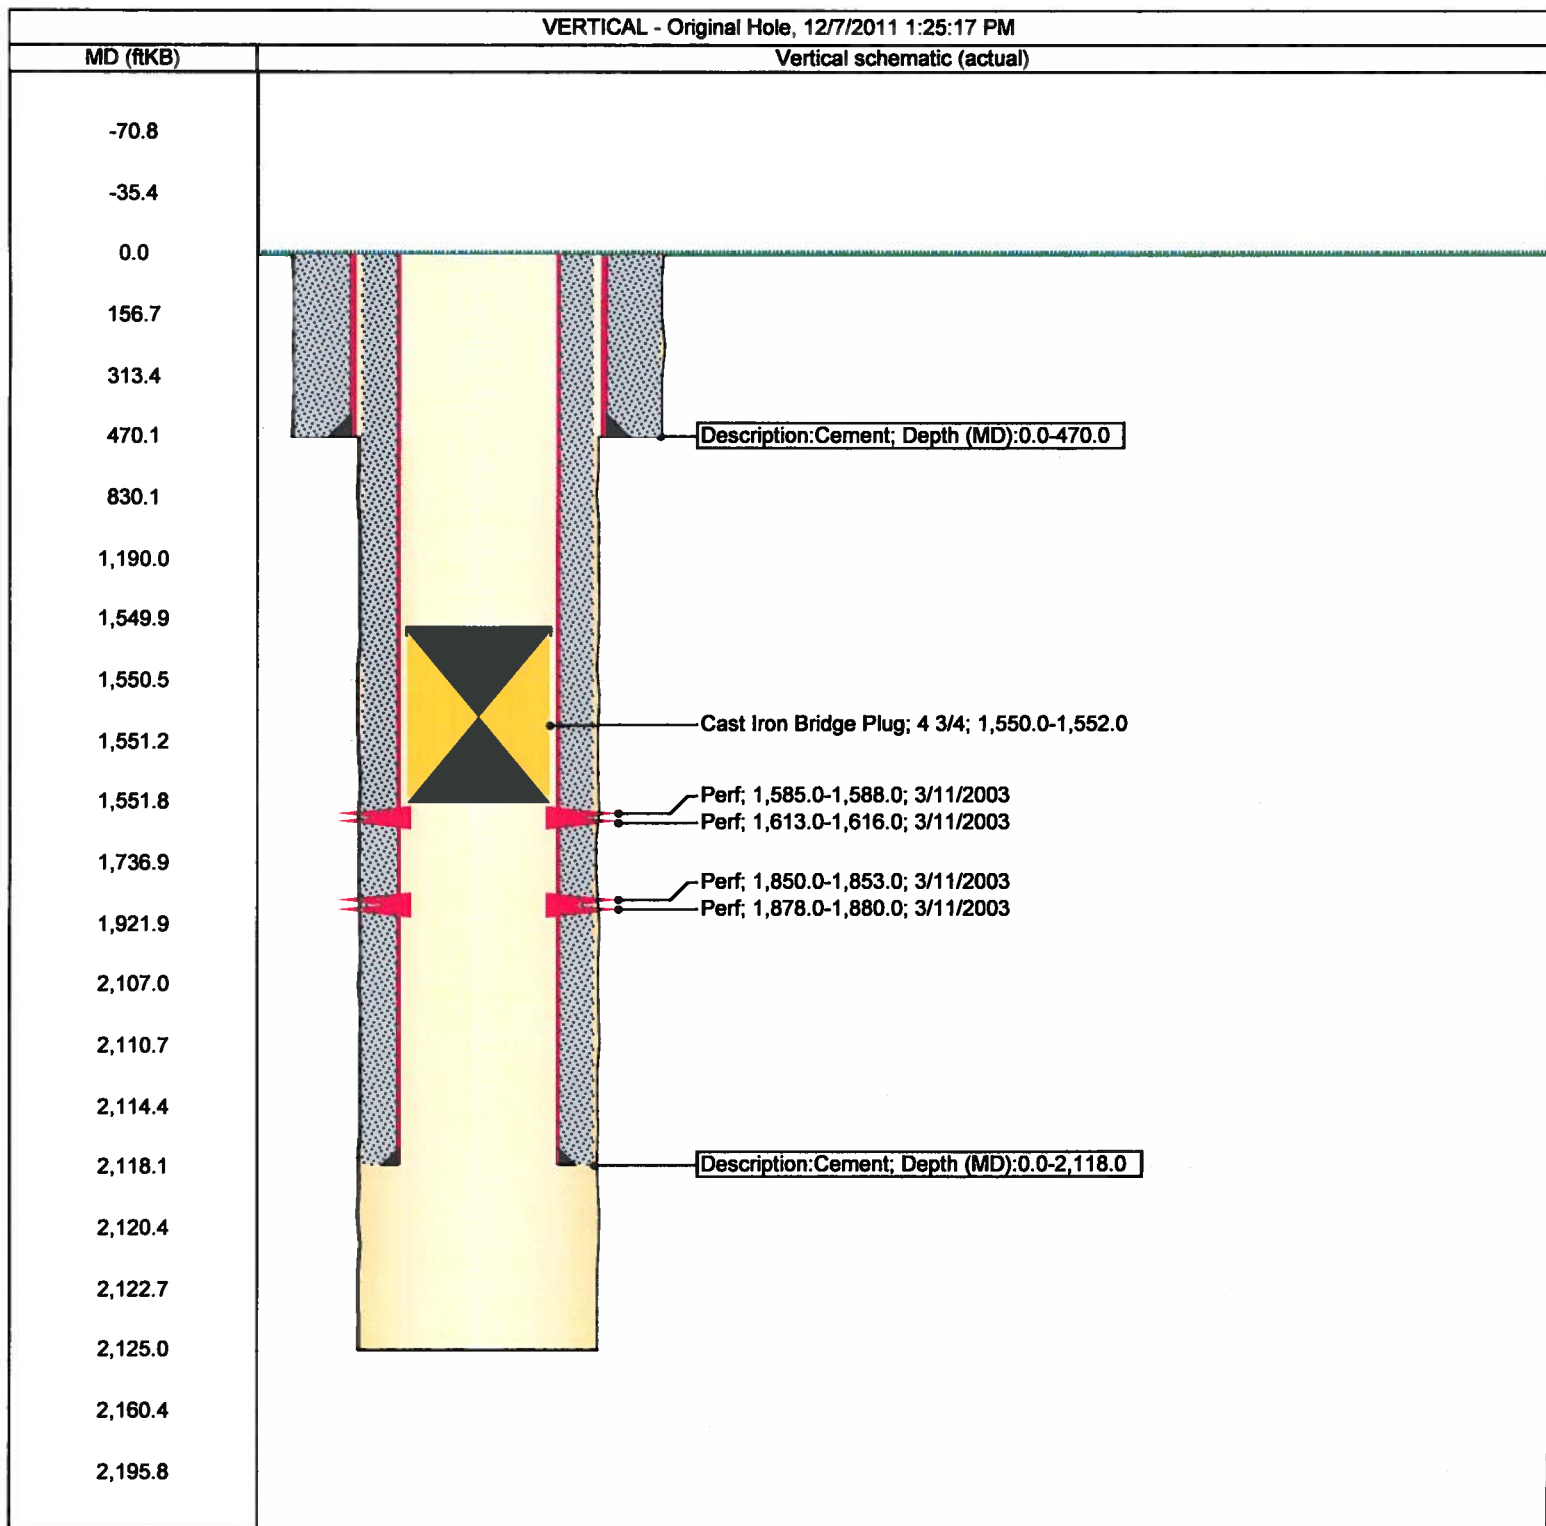 VERTICAL - Original Hole, 12/7/2011 1:25:17 PM
MD (ftKB)
Vertical schematic (actual)
-70.8
-35.4
0.0
156.7
313.4
470.1
Description:Cement; Depth (MD):0.0-470.0
830.1
1,190.0
1,549.9
1,550.5
Cast Iron Bridge Plug; 4 3/4; 1,550.0-1,552.0
1,551.2
Perf; 1,585.0-1,588.0; 3/11/2003
1,551.8
Perf; 1,613.0-1,616.0; 3/11/2003
1,736.9
Perf; 1,850.0-1,853.0; 3/11/2003
Perf; 1,878.0-1,880.0; 3/11/2003
1,921.9
2,107.0
2,110.7
2,114.4
2,118.1
Description:Cement; Depth (MD):0.0-2,118.0
2,120.4
2,122.7
2,125.0
2,160.4
2,195.8